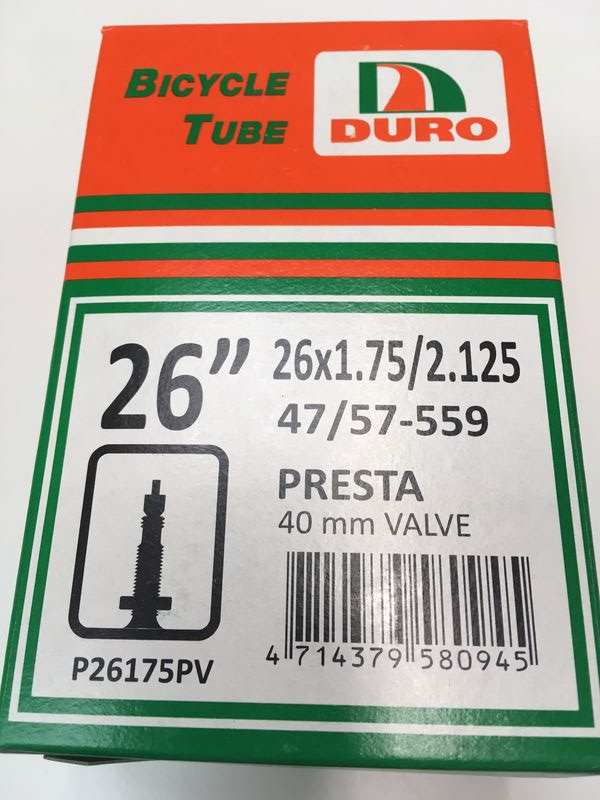 BICYCLE
TUBE
DURO
26"
26x1.75/2.125
47/57-559
PRESTA
40 mm VALVE
P26175PV
4 714379 580945